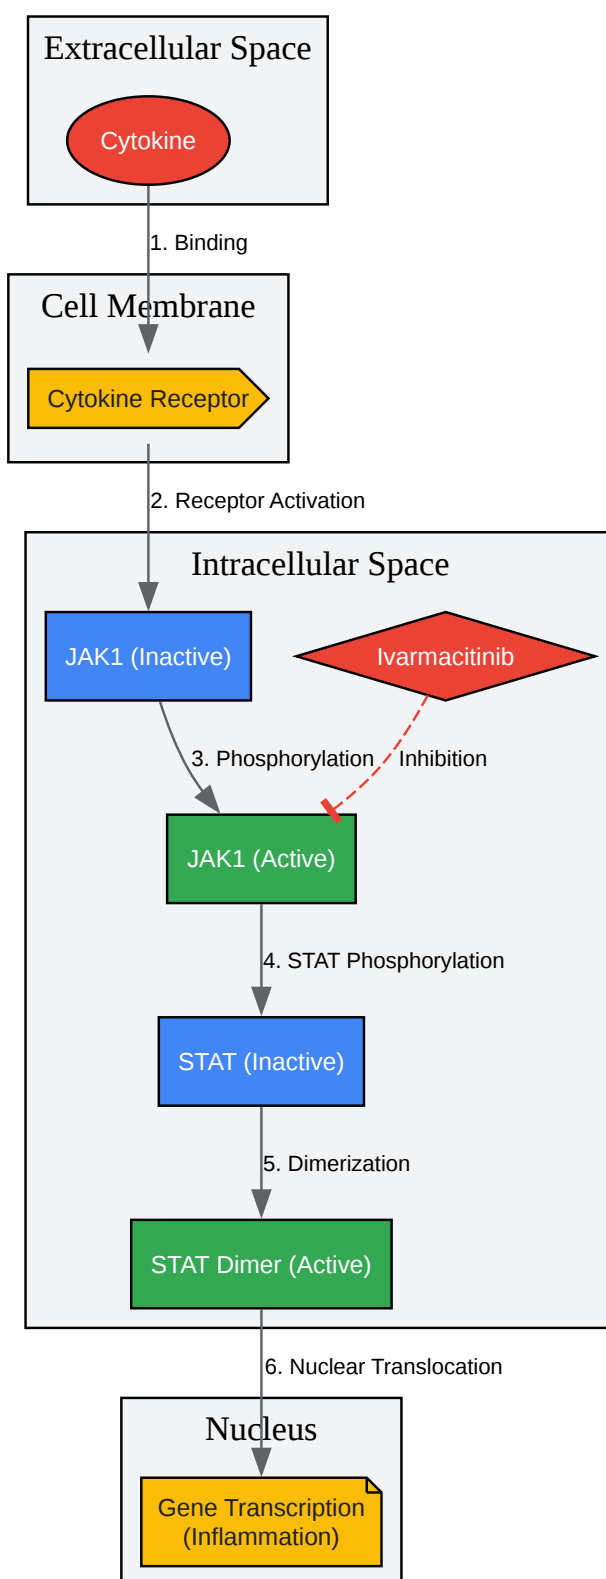 Extracellular Space
Cytokine
1. Binding
Cell Membrane
Cytokine Receptor
2. Receptor Activation
Intracellular Space
JAK1 (Inactive)
Ivarmacitinib
3. Phosphorylation
Inhibition
JAK1 (Active)
4. STAT Phosphorylation
STAT (Inactive)
5. Dimerization
STAT Dimer (Active)
6. Nuclear Translocation
Nucleus
Gene Transcription
(Inflammation)